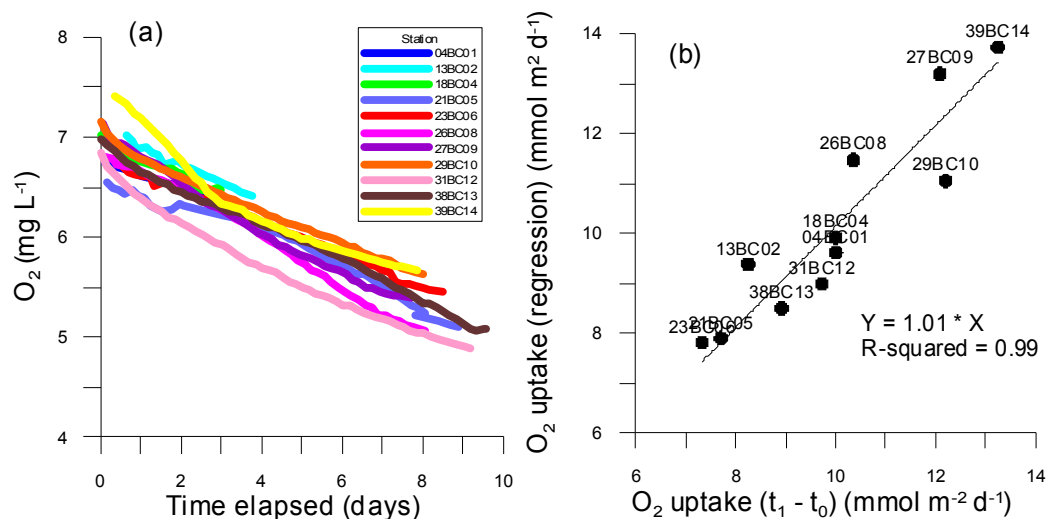 (a)
O2 (mg L-1)
8
7
6
5
4
0 2 4 6 8 10
Time elapsed (days)
Station
04BC01
13BC02
18BC04
21BC05
23BC06
26BC08
27BC09
29BC10
31BC12
38BC13
39BC14
(b)
O2 uptake (regression) (mmol m-2 d-1)
14
12
10
8
6
6 8 10 12 14
O2 uptake (t1 - t0) (mmol m-2 d-1)
39BC14
27BC09
26BC08
29BC10
18BC04
04BC01
13BC02
31BC12
38BC13
21BC05
23BC06
Y = 1.01 * X
R-squared = 0.99